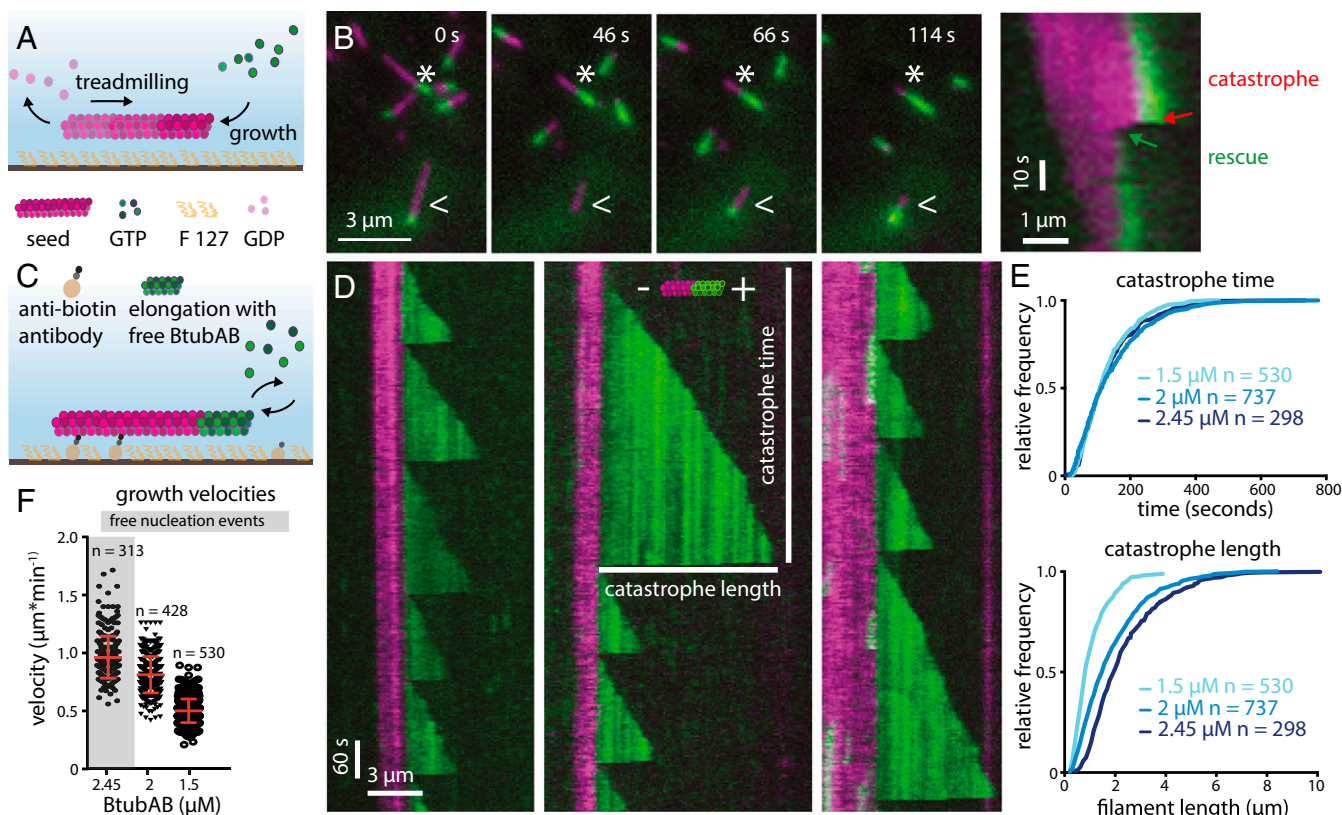 A
treadmilling
growth
seed
GTP
F 127
GDP
B
0 s
46 s
66 s
114 s
*
*
*
*
<
<
<
<
3 µm
catastrophe
rescue
10 s
1 µm
C
anti-biotin
antibody
elongation with
free BtubAB
D
- +
catastrophe time
catastrophe length
60 s
3 µm
E
catastrophe time
relative frequency
1.0
0.5
0
1.5 µM n = 530
2 µM n = 737
2.45 µM n = 298
0 200 400 600 800
time (seconds)
catastrophe length
relative frequency
1.0
0.5
0
1.5 µM n = 530
2 µM n = 737
2.45 µM n = 298
0 2 4 6 8 10
filament length (µm)
F
growth velocities
free nucleation events
velocity (µm*min⁻¹)
2.0
1.5
1.0
0.5
0
n = 313
n = 428
n = 530
2.45 2 1.5
BtubAB (µM)